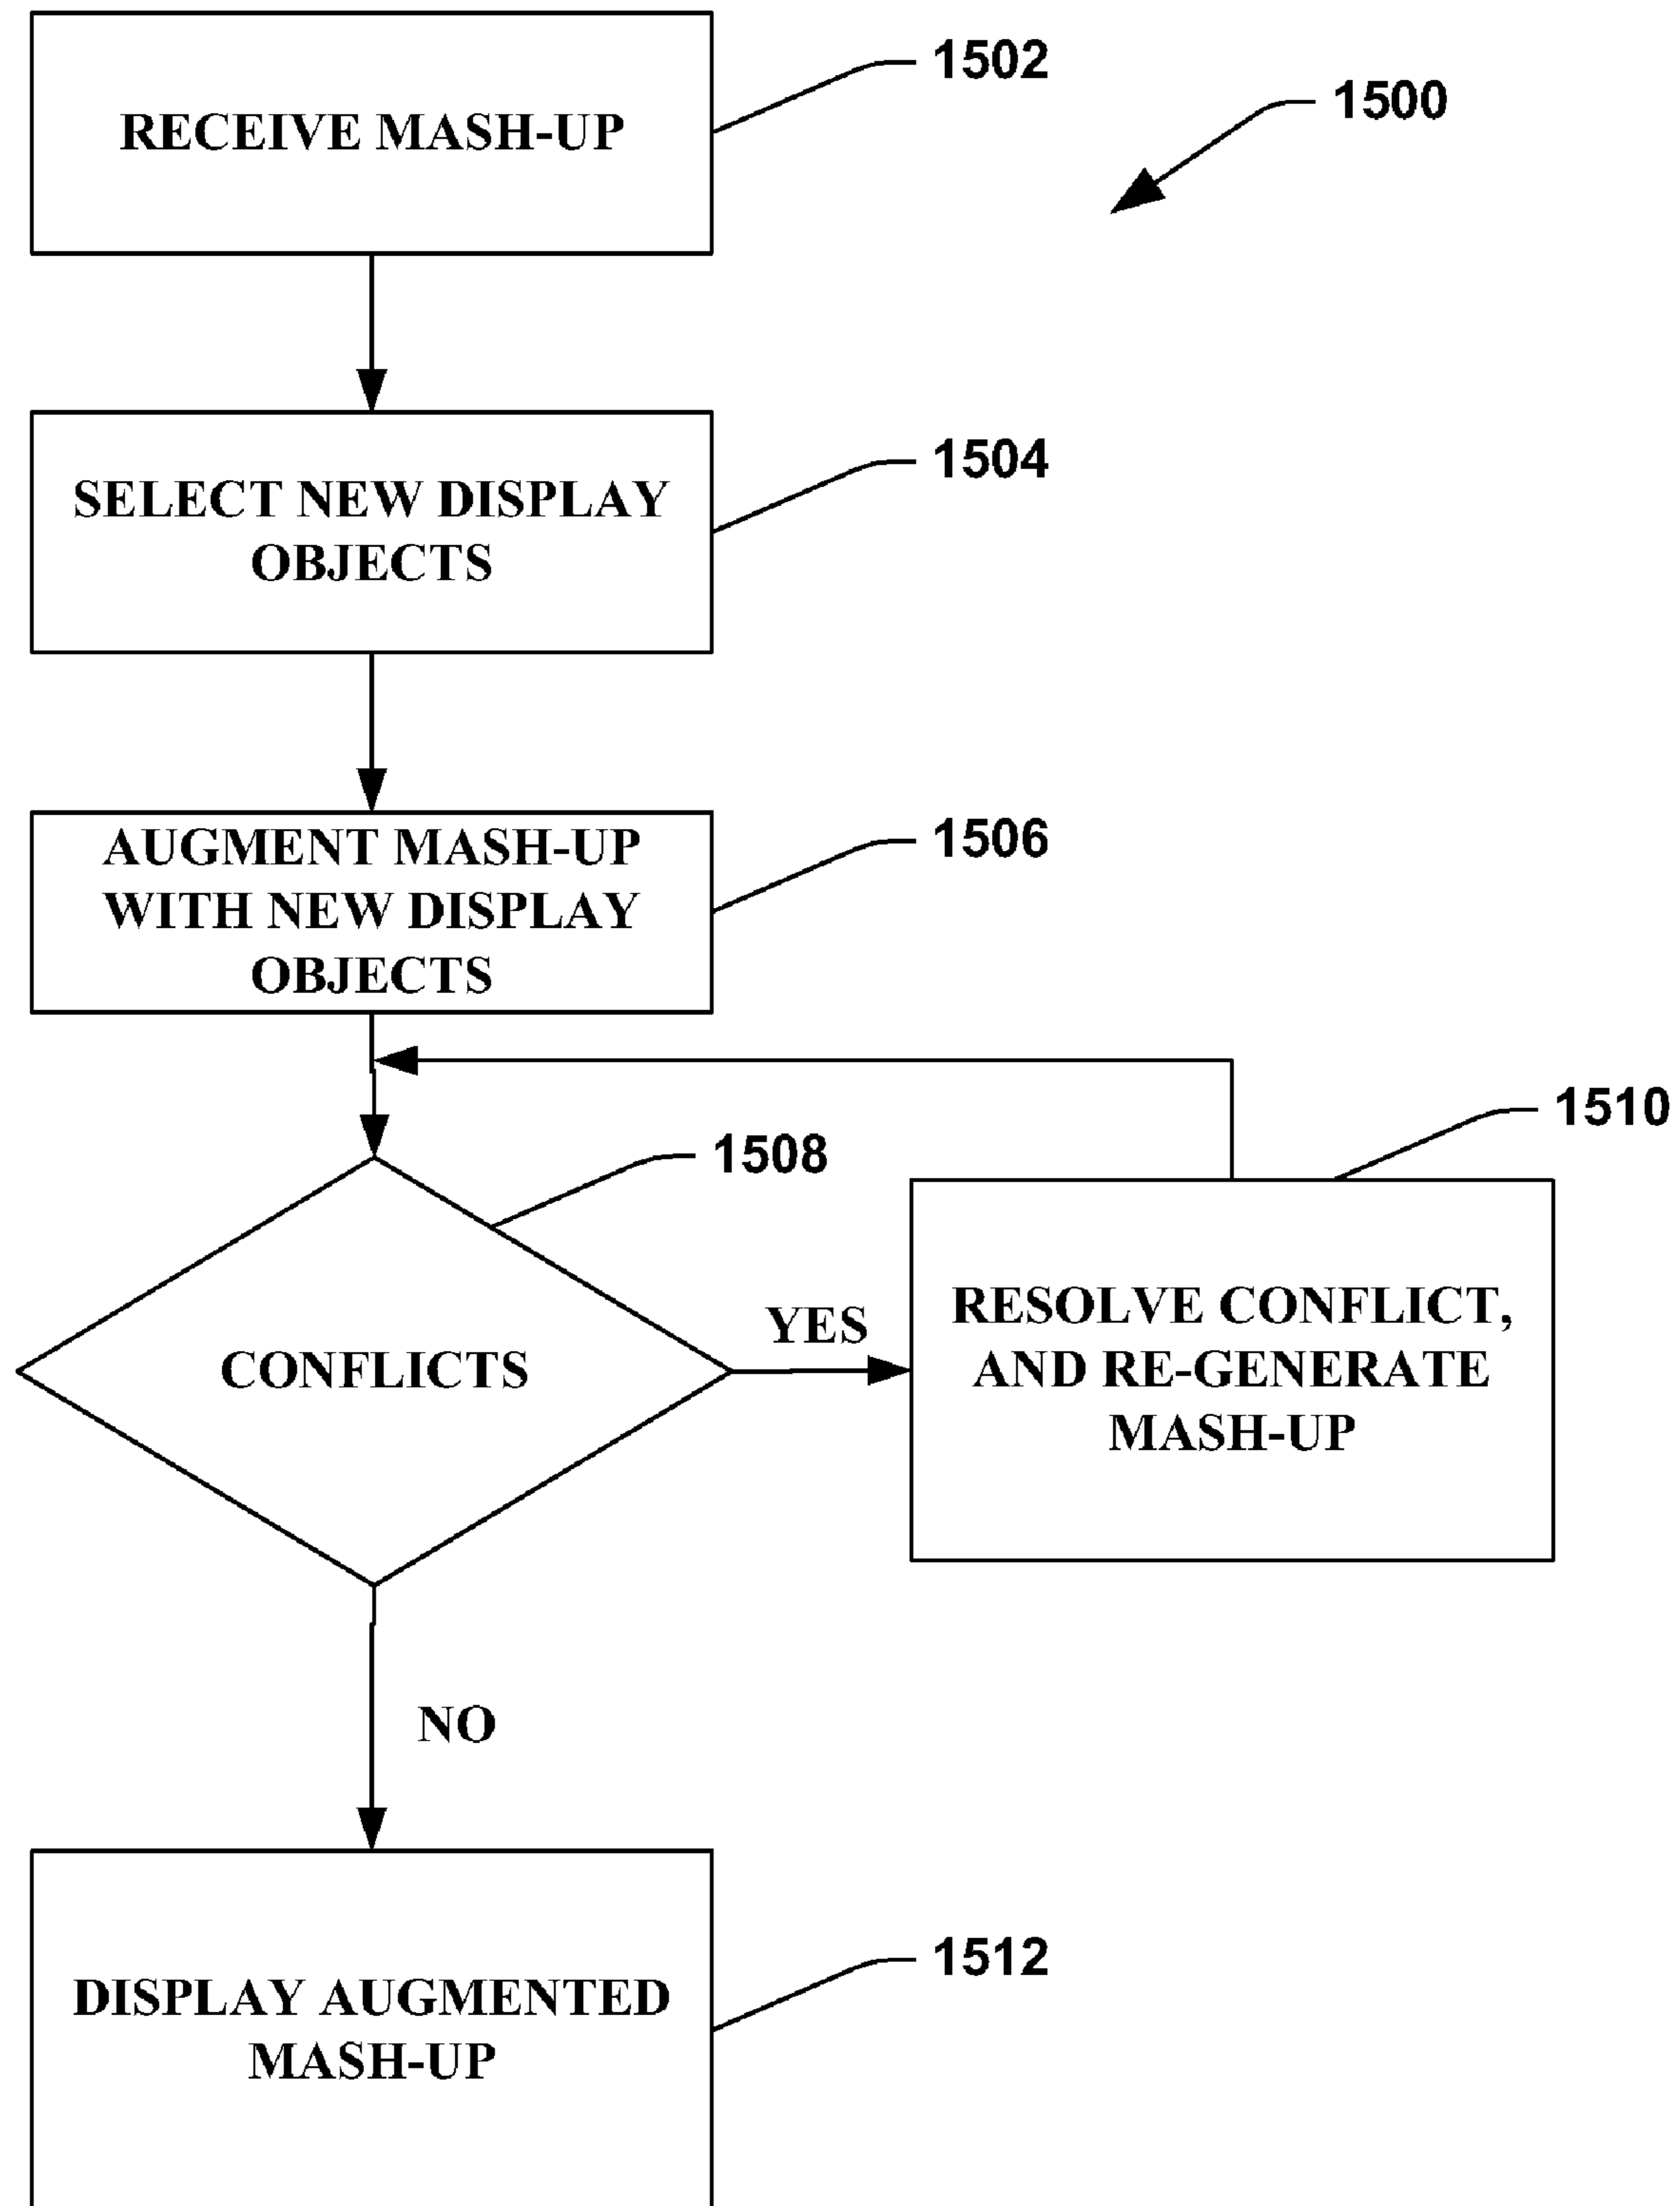 1502
1500
RECEIVE MASH-UP
1504
SELECT NEW DISPLAY
OBJECTS
1506
AUGMENT MASH-UP
WITH NEW DISPLAY
OBJECTS
1510
1508
YES
RESOLVE CONFLICT,
AND RE-GENERATE
MASH-UP
CONFLICTS
NO
1512
DISPLAY AUGMENTED
MASH-UP